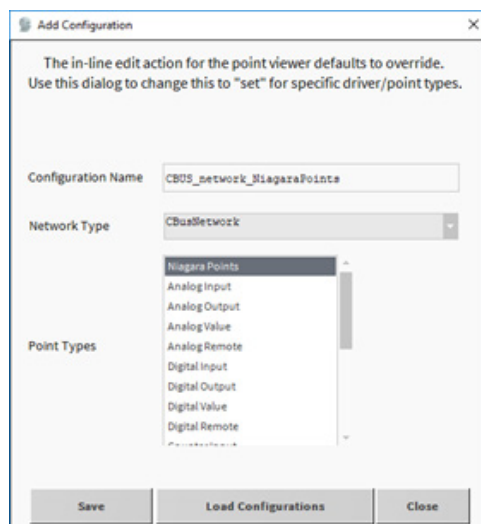 Add Configuration
The in-line edit action for the point viewer defaults to override.
Use this dialog to change this to "set" for specific driver/point types.
Configuration Name
CBUS_network_NiagaraPoints
Network Type
CBusNetwork
Point Types
Niagara Points
Analog Input
Analog Output
Analog Value
Analog Remote
Digital Input
Digital Output
Digital Value
Digital Remote
Save
Load Configurations
Close